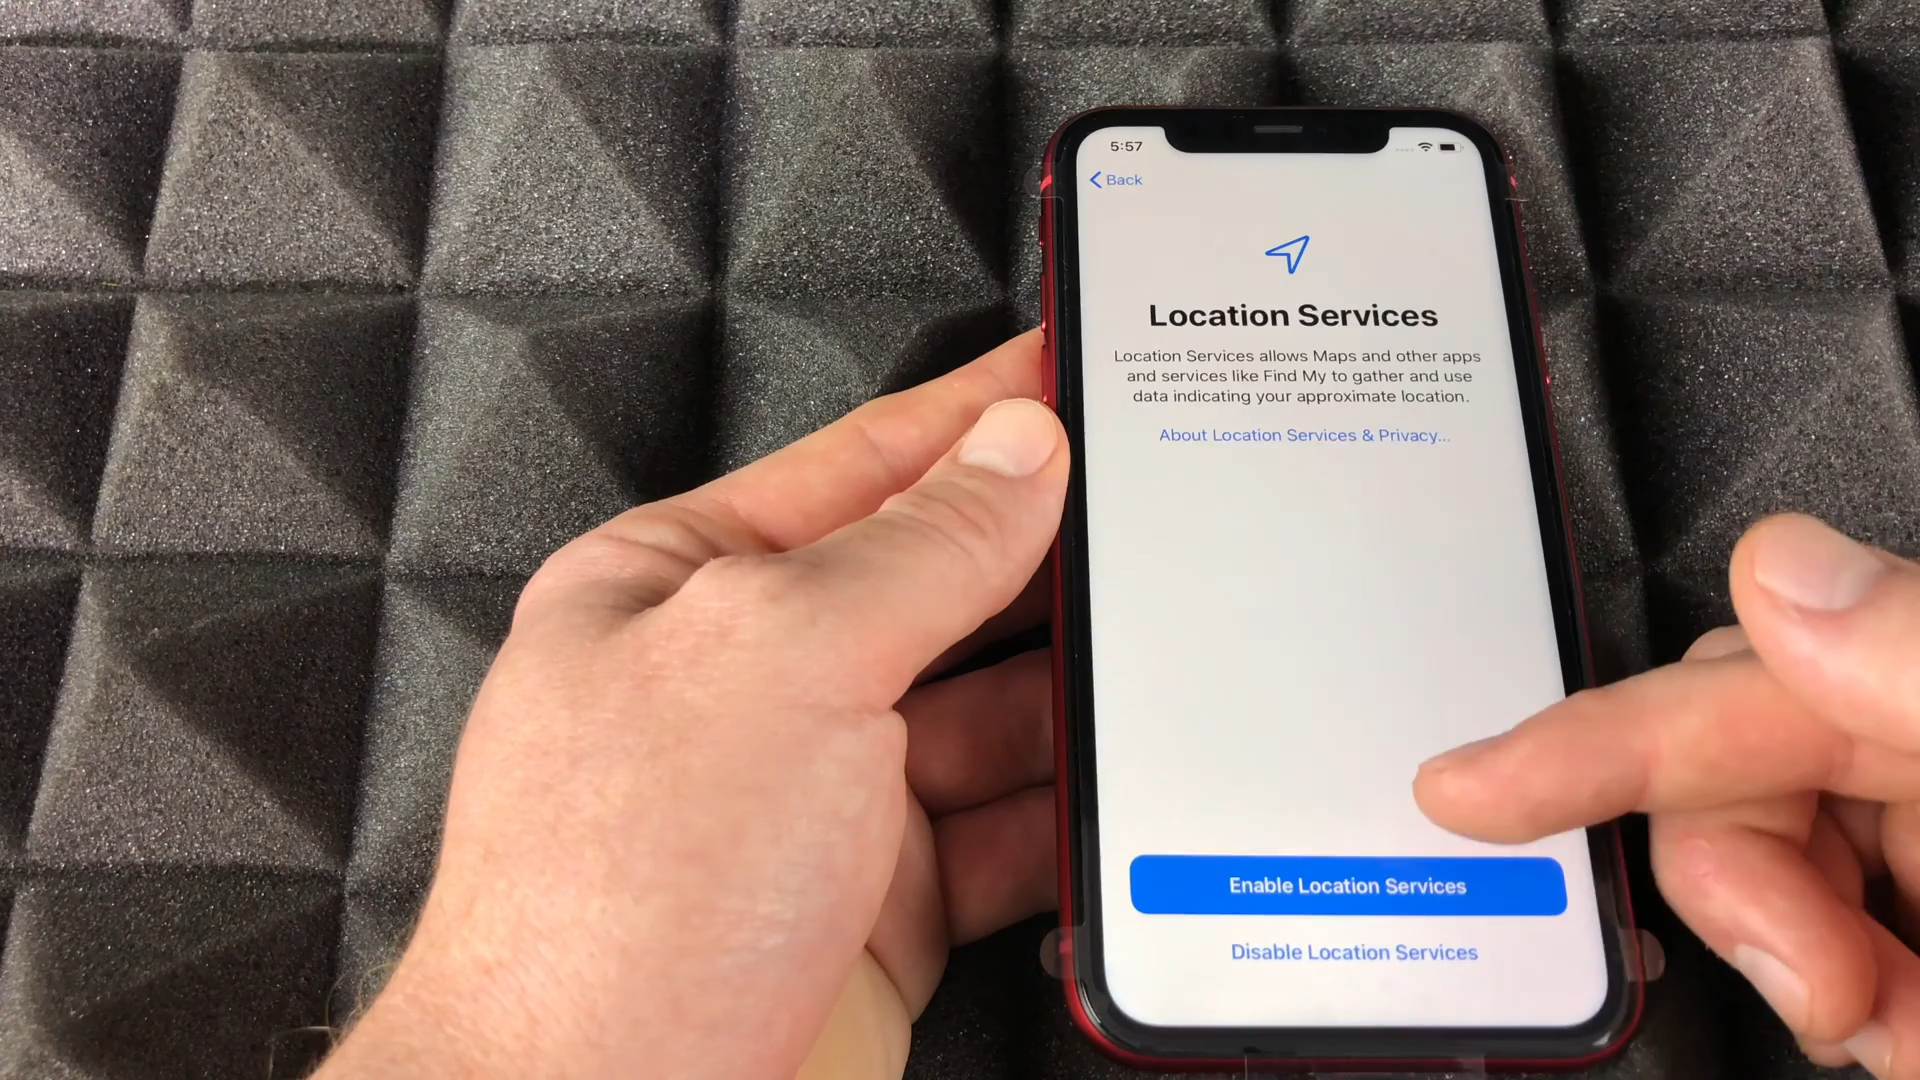 5:57
Back
Location Services
Location Services allows Maps and other apps
and services like Find My to gather and use
data indicating your approximate location.
About Location Services & Privacy...
Enable Location Services
Disable Location Services